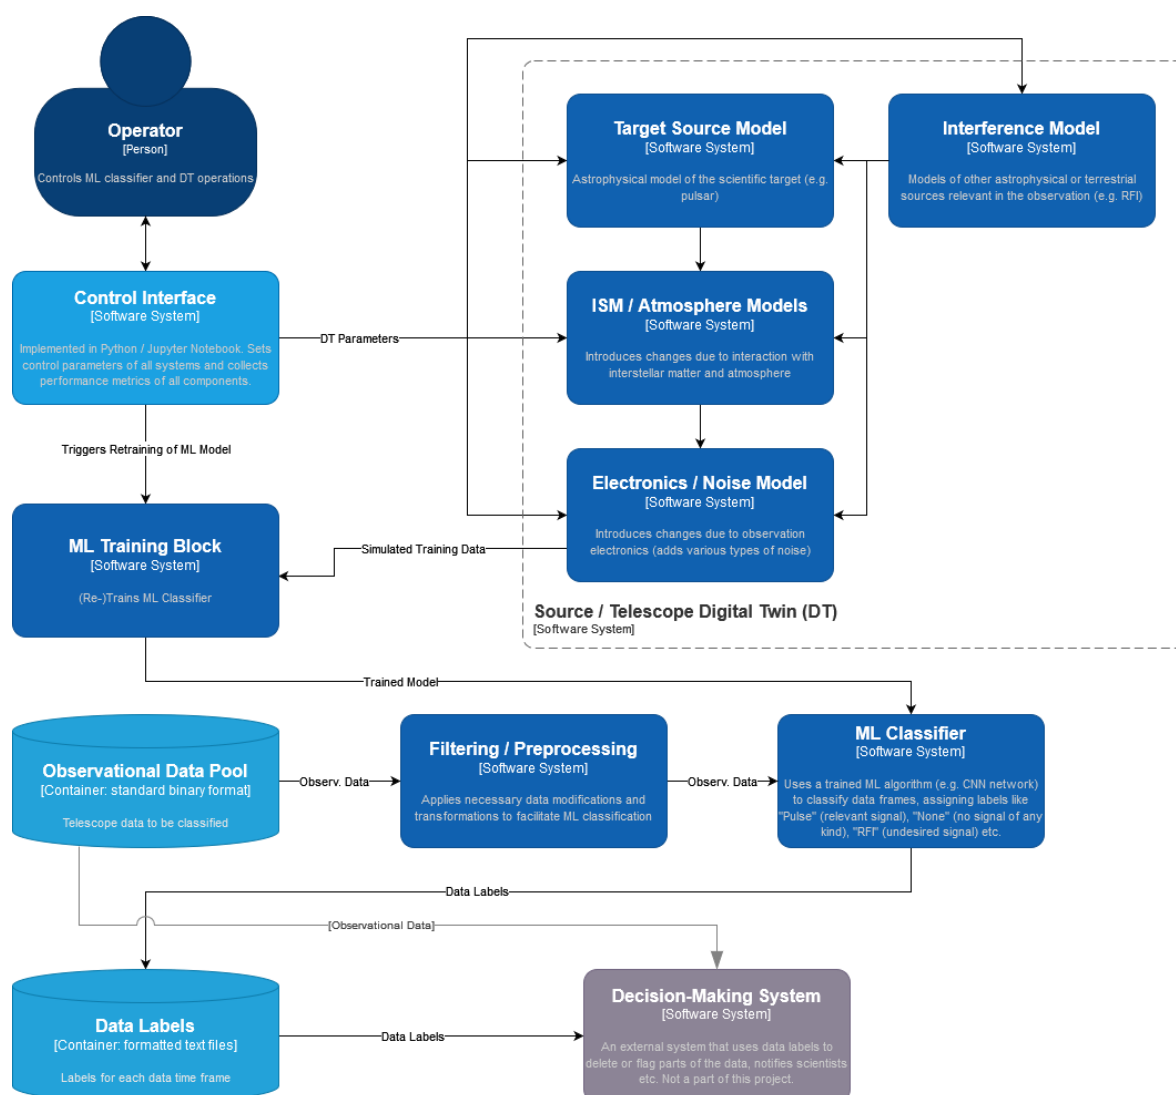 Operator
[Person]
Controls ML classifier and DT operations
Target Source Model
[Software System]
Astrophysical model of the scientific target (e.g.
pulsar)
Interference Model
[Software System]
Models of other astrophysical or terrestrial
sources relevant in the observation (e.g. RFI)
Control Interface
[Software System]
Implemented in Python / Jupyter Notebook. Sets
control parameters of all systems and collects
performance metrics of all components.
DT Parameters
ISM / Atmosphere Models
[Software System]
Introduces changes due to interaction with
interstellar matter and atmosphere
Triggers Retraining of ML Model
Electronics / Noise Model
[Software System]
Introduces changes due to observation
electronics (adds various types of noise)
ML Training Block
[Software System]
(Re-)Trains ML Classifier
Simulated Training Data
Source / Telescope Digital Twin (DT)
[Software System]
Trained Model
Observational Data Pool
[Container: standard binary format]
Telescope data to be classified
Observ. Data
Filtering / Preprocessing
[Software System]
Applies necessary data modifications and
transformations to facilitate ML classification
Observ. Data
ML Classifier
[Software System]
Uses a trained ML algorithm (e.g. CNN network)
to classify data frames, assigning labels like
"Pulse" (relevant signal), "None" (no signal of any
kind), "RFI" (undesired signal) etc.
Data Labels
[Observational Data]
Data Labels
[Container: formatted text files]
Labels for each data time frame
Data Labels
Decision-Making System
[Software System]
An external system that uses data labels to
delete or flag parts of the data, notifies scientists
etc. Not a part of this project.